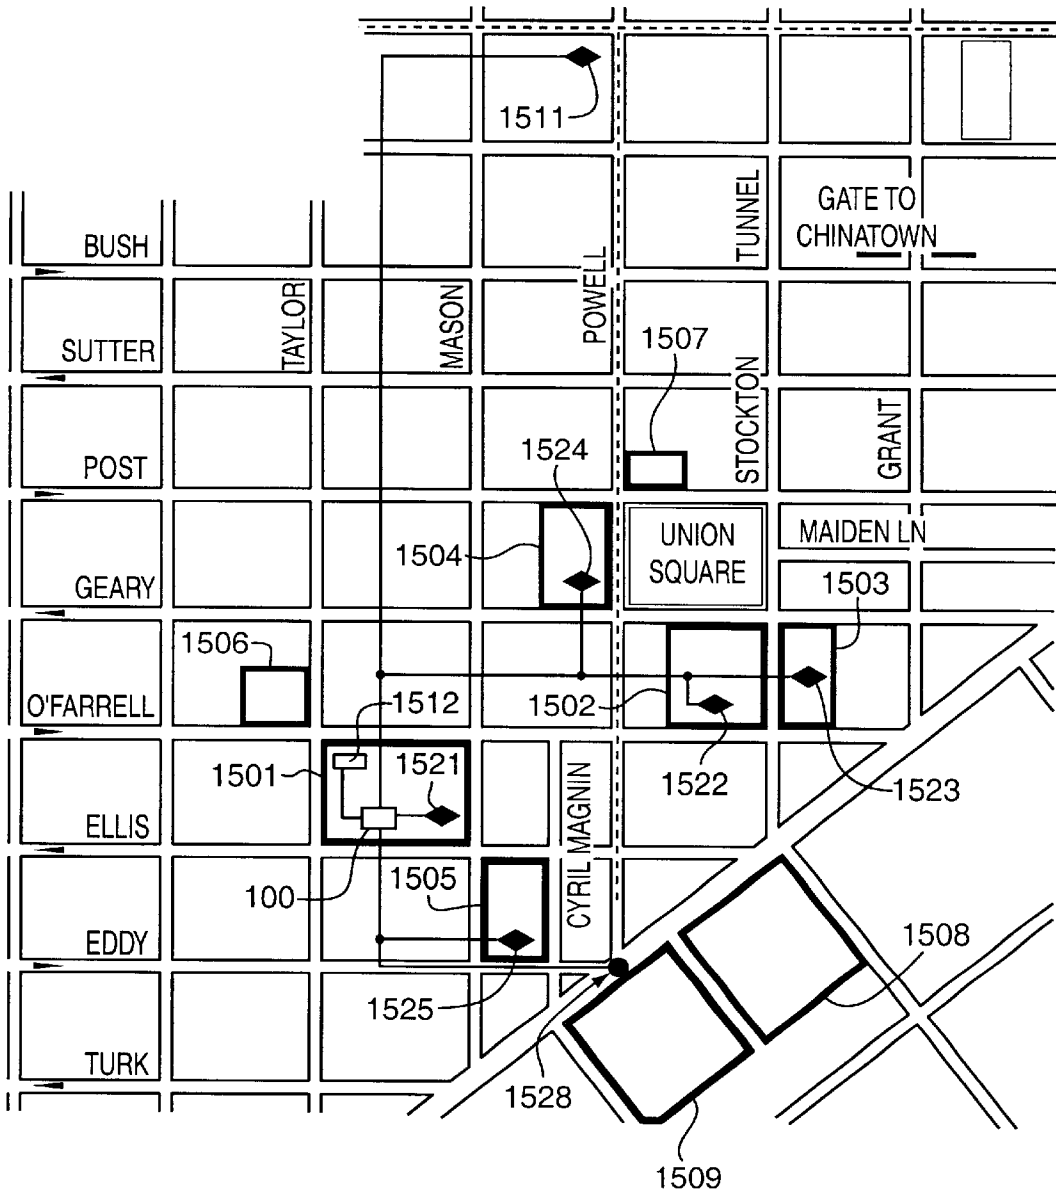 1511
GATE TO
CHINATOWN
TUNNEL
BUSH
POWELL
TAYLOR
MASON
SUTTER
1507
STOCKTON
GRANT
1524
POST
UNION
SQUARE
MAIDEN LN
1504
GEARY
1503
1506
1512
1502
O'FARRELL
1501
1521
1522
1523
ELLIS
CYRIL MAGNIN
1505
100
EDDY
1508
1525
TURK
1528
1509